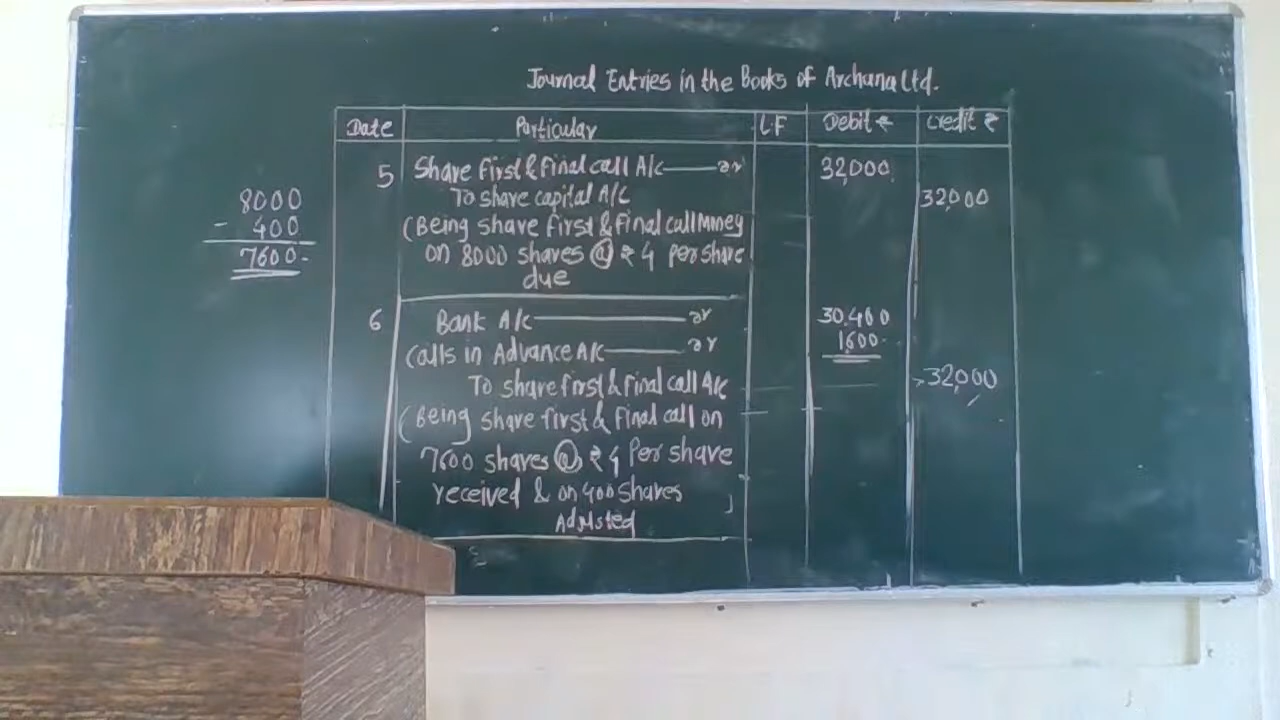 Journal Entries in the Books of Archana Ltd.
Date Particular L.F Debit ₹ Credit ₹
5 Share First & Final call A/c dr 32,000
To share capital A/c 32,000
(Being share First & Final call Money
on 8000 shares @ ₹ 4 per share
due
8000
- 400
7600-
6 Bank A/c dr 30,400
Calls in Advance A/c dr 1,600-
To share first & final call A/c 32,000
(Being share first & final call on
7600 shares @ ₹ 4 Per share
received & on 400 shares